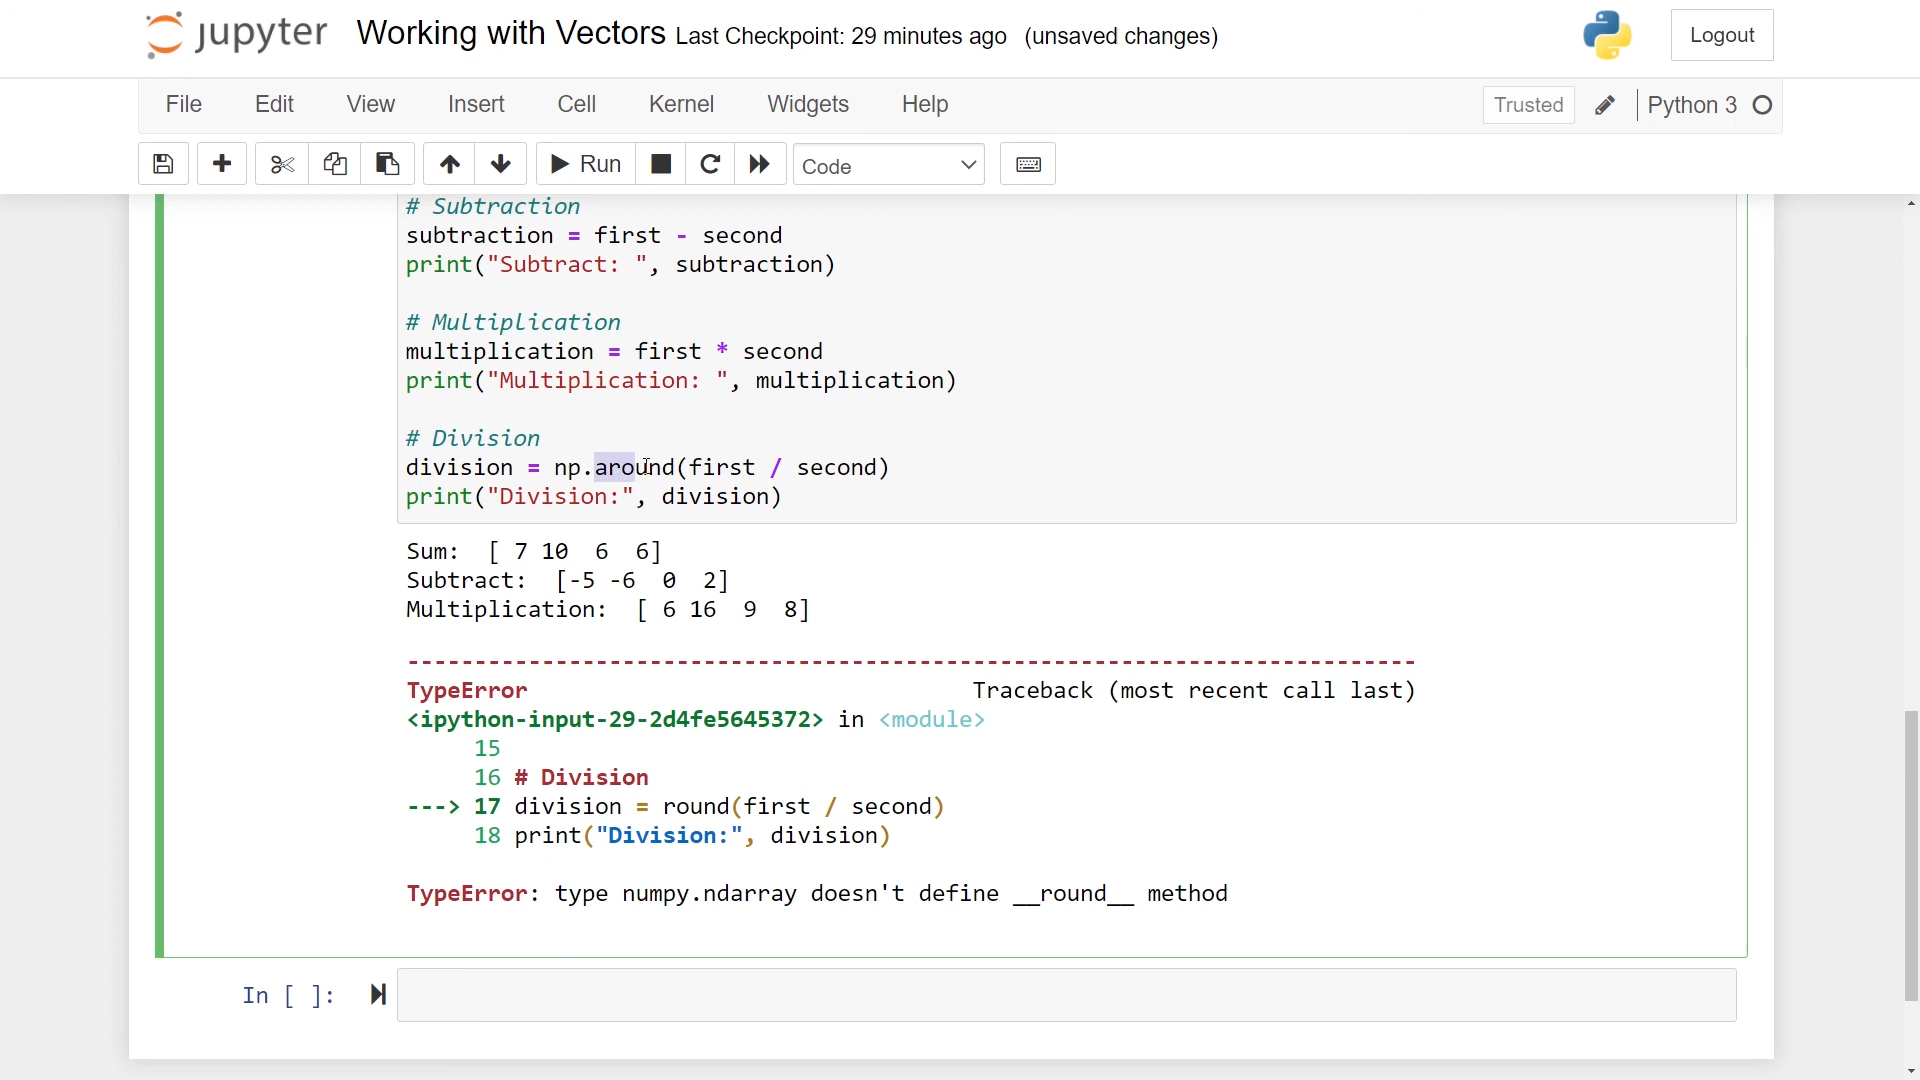 jupyter Working with Vectors Last Checkpoint: 29 minutes ago (unsaved changes) Logout
File Edit View Insert Cell Kernel Widgets Help Trusted Python 3
Run Code
# Subtraction
subtraction = first - second
print("Subtract: ", subtraction)
# Multiplication
multiplication = first * second
print("Multiplication: ", multiplication)
# Division
division = np.around(first / second)
print("Division:", division)
Sum:  [ 7 10  6  6]
Subtract:  [-5 -6  0  2]
Multiplication:  [ 6 16  9  8]
---------------------------------------------------------------------------
TypeError                                 Traceback (most recent call last)
<ipython-input-29-2d4fe5645372> in <module>
     15
     16 # Division
---> 17 division = round(first / second)
     18 print("Division:", division)
TypeError: type numpy.ndarray doesn't define __round__ method
In [ ]: